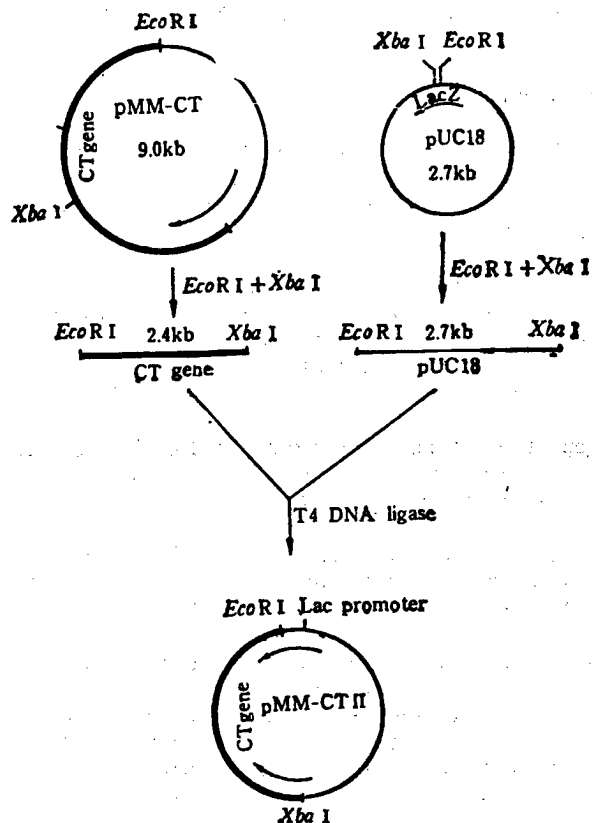 EcoR I
Xba I EcoR I
LacZ
pMM-CT
9.0kb
CT gene
pUC18
2.7kb
Xba I
EcoR I + Xba I
EcoR I + Xba I
EcoR I 2.4kb Xba I
CT gene
EcoR I 2.7kb Xba I
pUC18
T4 DNA ligase
EcoR I Lac promoter
CT gene
pMM-CT II
Xba I